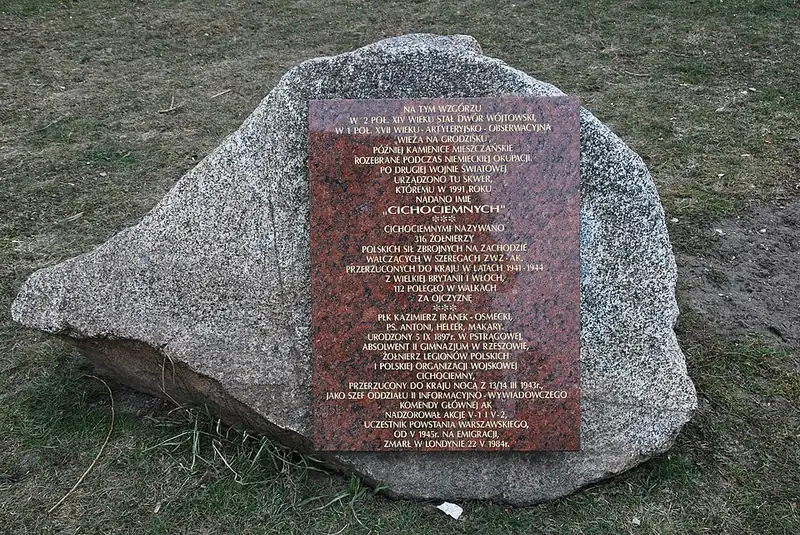 NA TYM WZGÓRZU
W 2 POŁ. XIV WIEKU STAŁ DWÓR WÓJTOWSKI,
W 1 POŁ. XVII WIEKU - ARTYLERYJSKO - OBSERWACYJNA
„WIEŻA NA GRODZISKU",
PÓŹNIEJ KAMIENICE MIESZCZAŃSKIE
ROZEBRANE PODCZAS NIEMIECKIEJ OKUPACJI.
PO DRUGIEJ WOJNIE ŚWIATOWEJ
URZĄDZONO TU SKWER,
KTÓREMU W 1991 ROKU
NADANO IMIĘ
„CICHOCIEMNYCH"
***
CICHOCIEMNYMI NAZYWANO
316 ŻOŁNIERZY
POLSKICH SIŁ ZBROJNYCH NA ZACHODZIE
WALCZĄCYCH W SZEREGACH ZWZ - AK,
PRZERZUCONYCH DO KRAJU W LATACH 1941-1944
Z WIELKIEJ BRYTANII I WŁOCH,
112 POLEGŁO W WALKACH
ZA OJCZYZNĘ
***
PŁK KAZIMIERZ IRANEK - OSMECKI,
PS. ANTONI, HELLER, MAKARY.
URODZONY 5 IX 1897r. W PSTRĄGOWEJ,
ABSOLWENT II GIMNAZJUM W RZESZOWIE,
ŻOŁNIERZ LEGIONÓW POLSKICH
I POLSKIEJ ORGANIZACJI WOJSKOWEJ
CICHOCIEMNY,
PRZERZUCONY DO KRAJU NOCĄ Z 13/14 III 1943r.,
JAKO SZEF ODDZIAŁU II INFORMACYJNO - WYWIADOWCZEGO
KOMENDY GŁÓWNEJ AK
NADZOROWAŁ AKCJE V-1 I V-2,
UCZESTNIK POWSTANIA WARSZAWSKIEGO,
OD V 1945r. NA EMIGRACJI,
ZMARŁ W LONDYNIE 22 V 1984r.